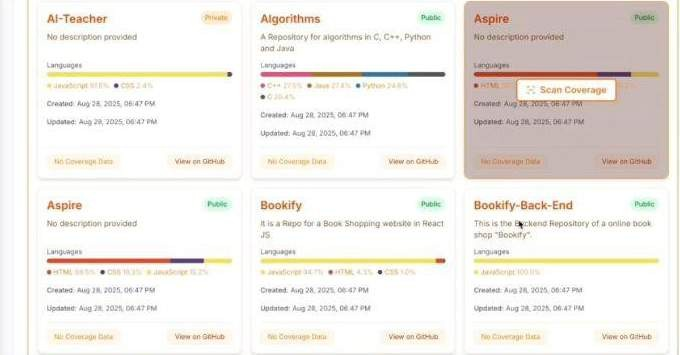 AI-Teacher
Private
No description provided
Languages
JavaScript 97.6%
CSS 2.4%
Created: Aug 28, 2025, 06:47 PM
Updated: Aug 29, 2025, 06:47 PM
No Coverage Data
View on GitHub
Algorithms
Public
A Repository for algorithms in C, C++, Python
and Java
Languages
C++ 27.5%
Java 27.4%
Python 24.6%
C 20.4%
Created: Aug 28, 2025, 06:47 PM
Updated: Aug 28, 2025, 06:47 PM
No Coverage Data
View on GitHub
Aspire
Public
No description provided
Languages
HTML
Scan Coverage
Created: Aug 28, 2025, 06:47 PM
Updated: Aug 28, 2025, 06:47 PM
No Coverage Data
View on GitHub
Aspire
Public
No description provided
Languages
HTML
CSS
JavaScript 15.2%
Created: Aug 28, 2025, 06:47 PM
Updated: Aug 28, 2025, 06:47 PM
No Coverage Data
View on GitHub
Bookify
Public
It is a Repo for a Book Shopping website in React
JS.
Languages
JavaScript 94.7%
HTML 4.3%
CSS 1.0%
Created: Aug 28, 2025, 06:47 PM
Updated: Aug 28, 2025, 06:47 PM
No Coverage Data
View on GitHub
Bookify-Back-End
Public
This is the Backend Repository of a online book
shop "Bookify".
Languages
JavaScript 100.0%
Created: Aug 28, 2025, 06:47 PM
Updated: Aug 28, 2025, 06:47 PM
No Coverage Data
View on GitHub